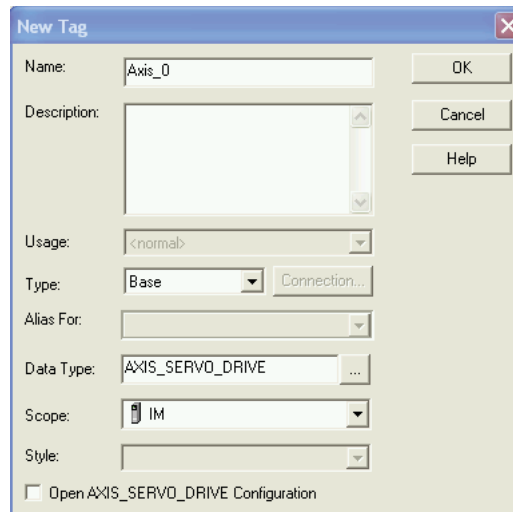 New Tag
Name: Axis_0 OK
Description: Cancel
Help
Usage: <normal>
Type: Base Connection...
Alias For:
Data Type: AXIS_SERVO_DRIVE ...
Scope: IM
Style:
Open AXIS_SERVO_DRIVE Configuration